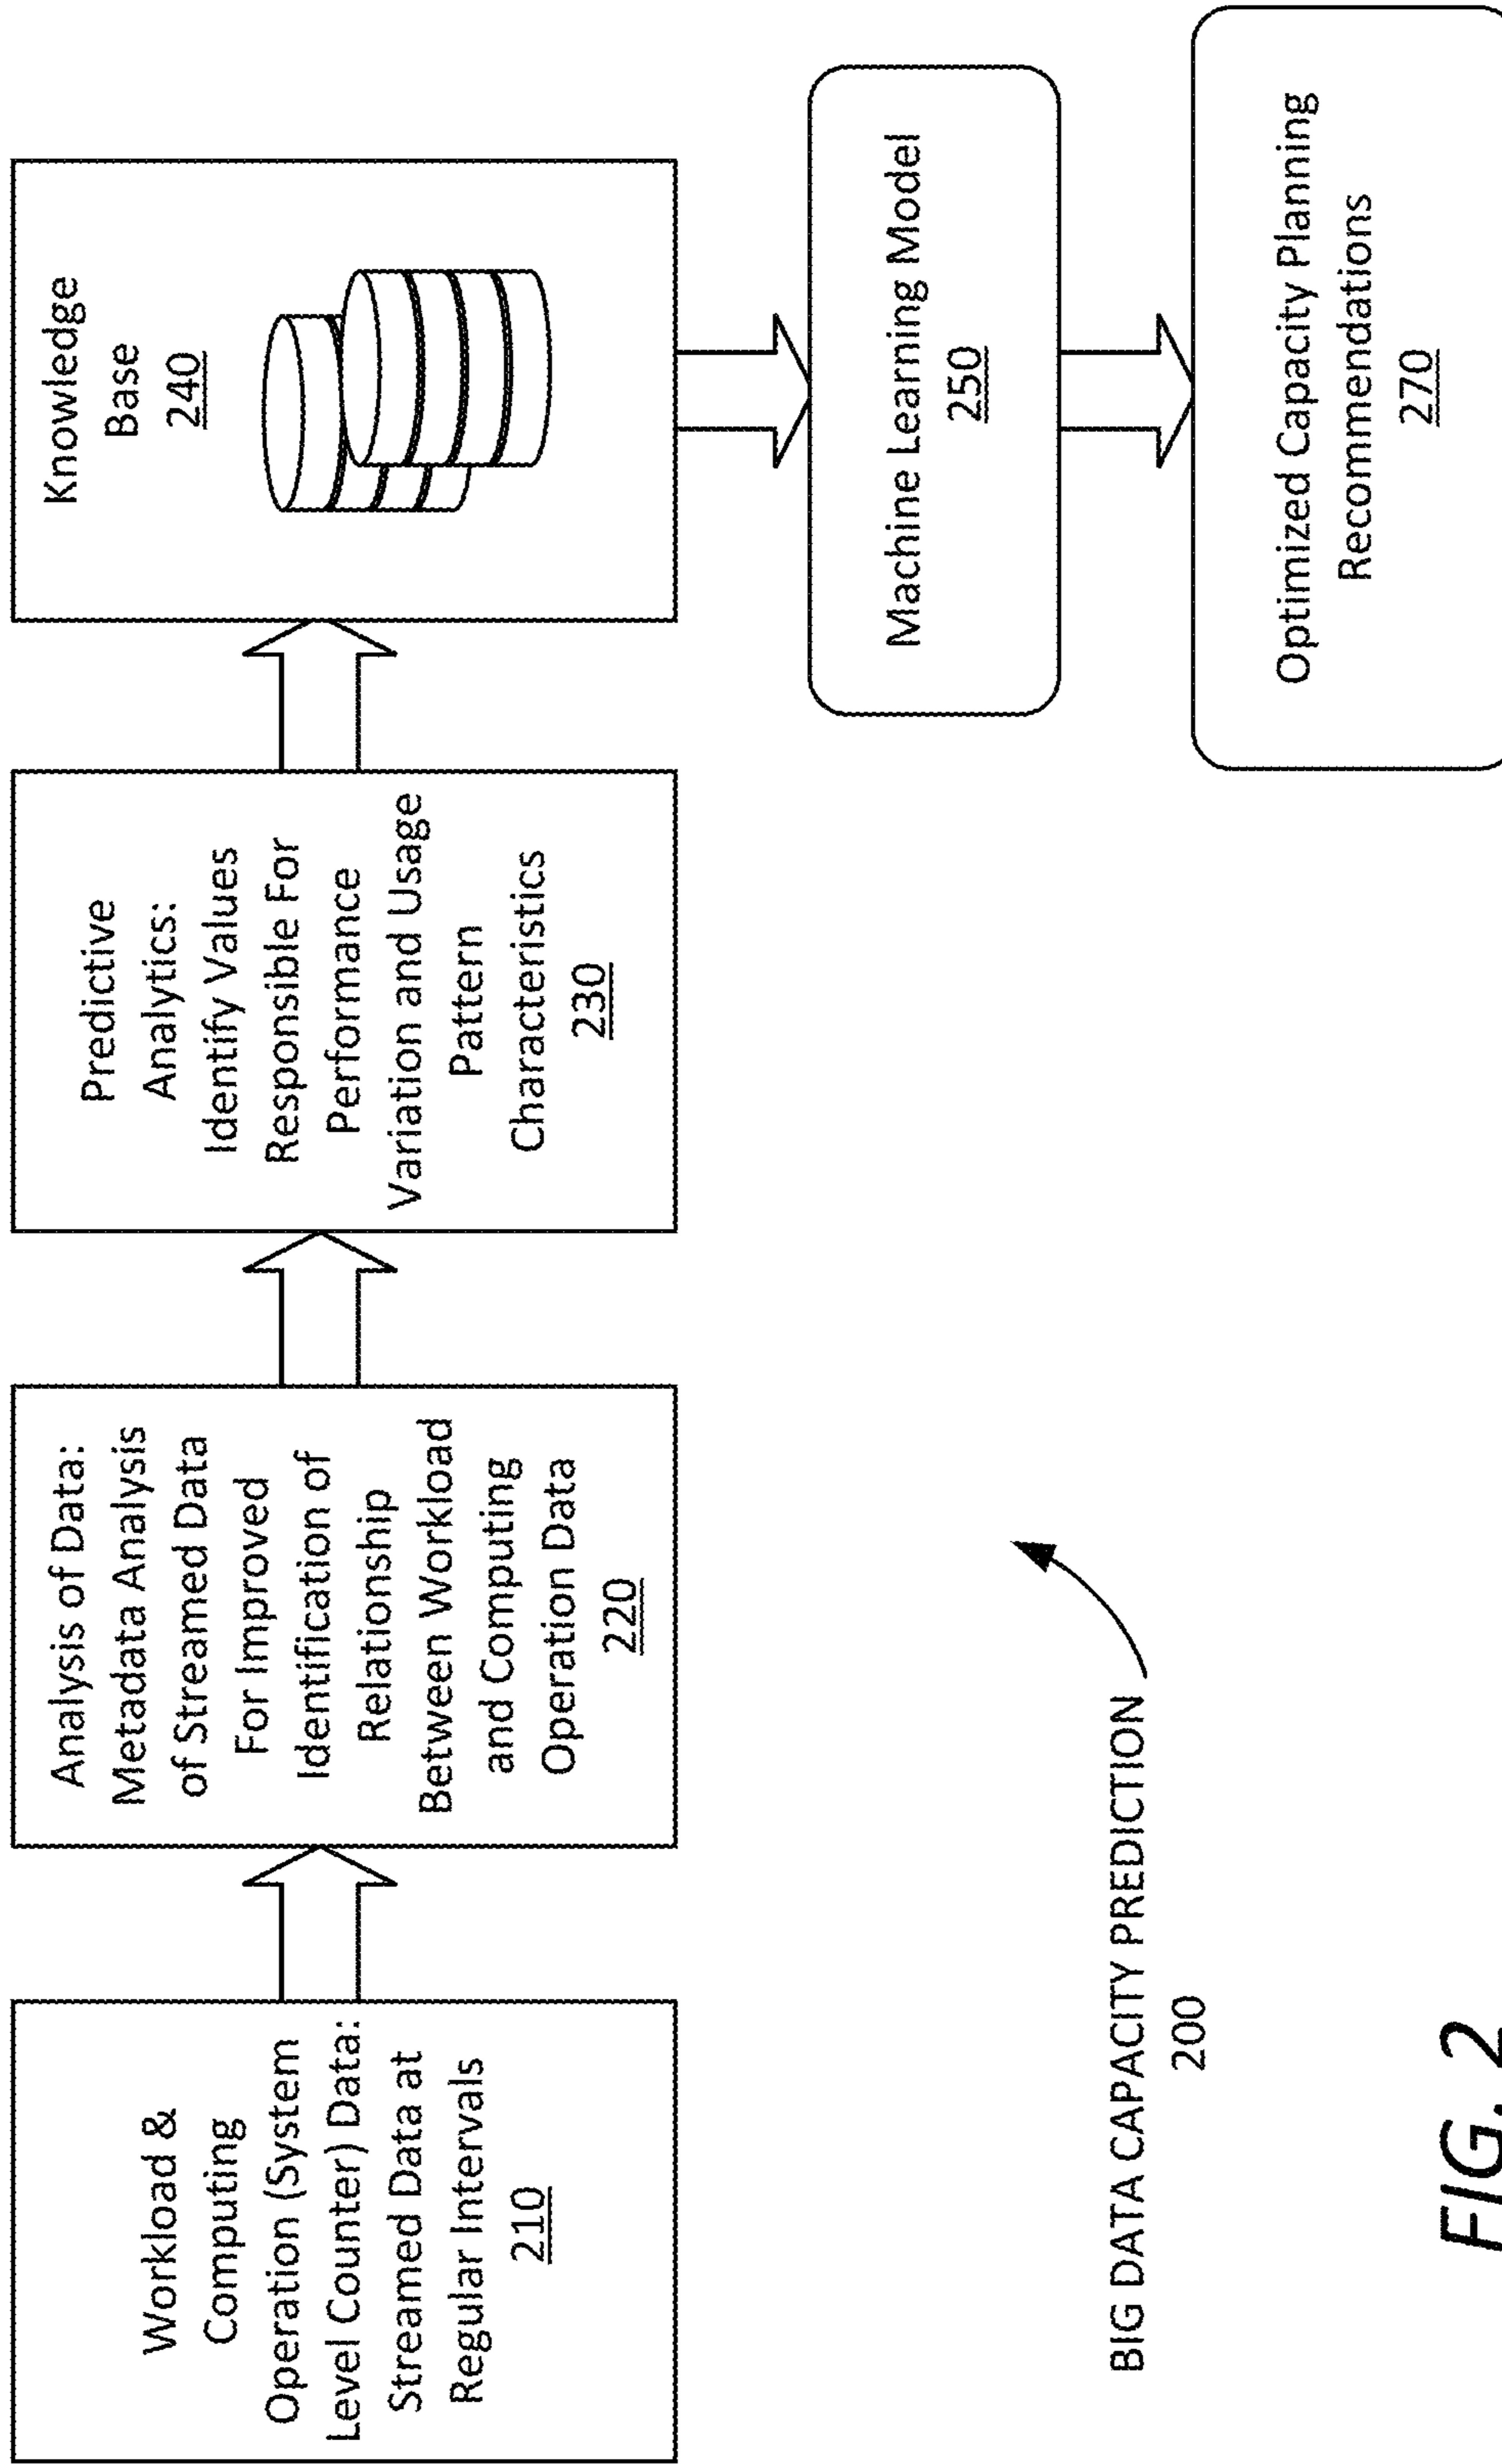 Workload &
Computing
Operation (System
Level Counter) Data:
Streamed Data at
Regular Intervals
210
Analysis of Data:
Metadata Analysis
of Streamed Data
For Improved
Identification of
Relationship
Between Workload
and Computing
Operation Data
220
Predictive
Analytics:
Identify Values
Responsible For
Performance
Variation and Usage
Pattern
Characteristics
230
Knowledge
Base
240
Machine Learning Model
250
Optimized Capacity Planning
Recommendations
270
BIG DATA CAPACITY PREDICTION
200
FIG. 2